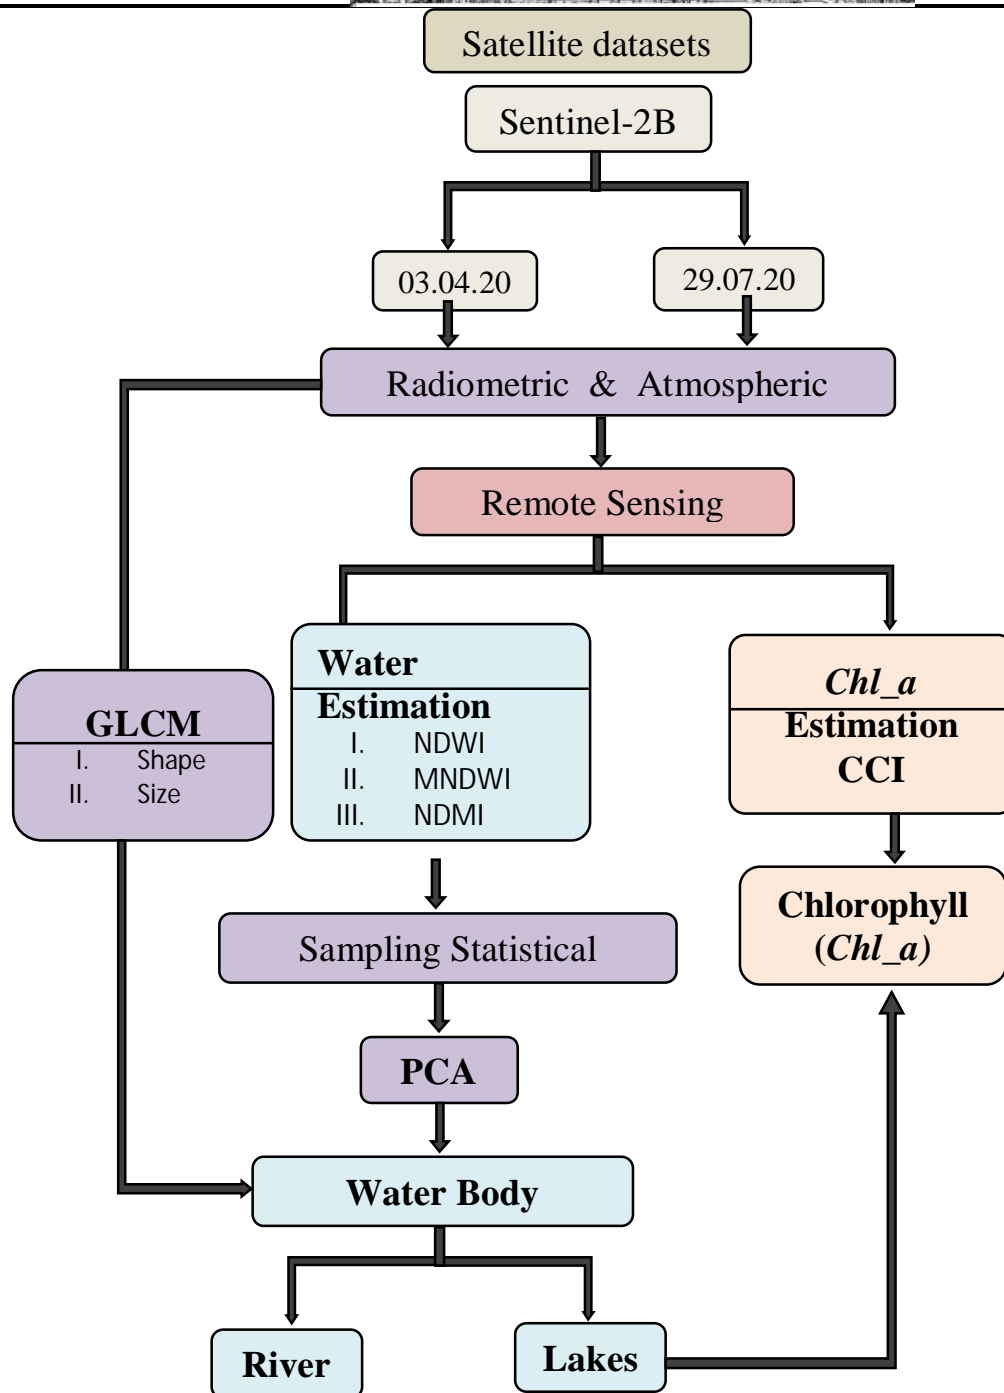 Satellite datasets
Sentinel-2B
03.04.20
29.07.20
Radiometric & Atmospheric
Remote Sensing
GLCM
I. Shape
II. Size
Water
Estimation
I. NDWI
II. MNDWI
III. NDMI
Chl_a
Estimation
CCI
Chlorophyll
(Chl_a)
Sampling Statistical
PCA
Water Body
River
Lakes